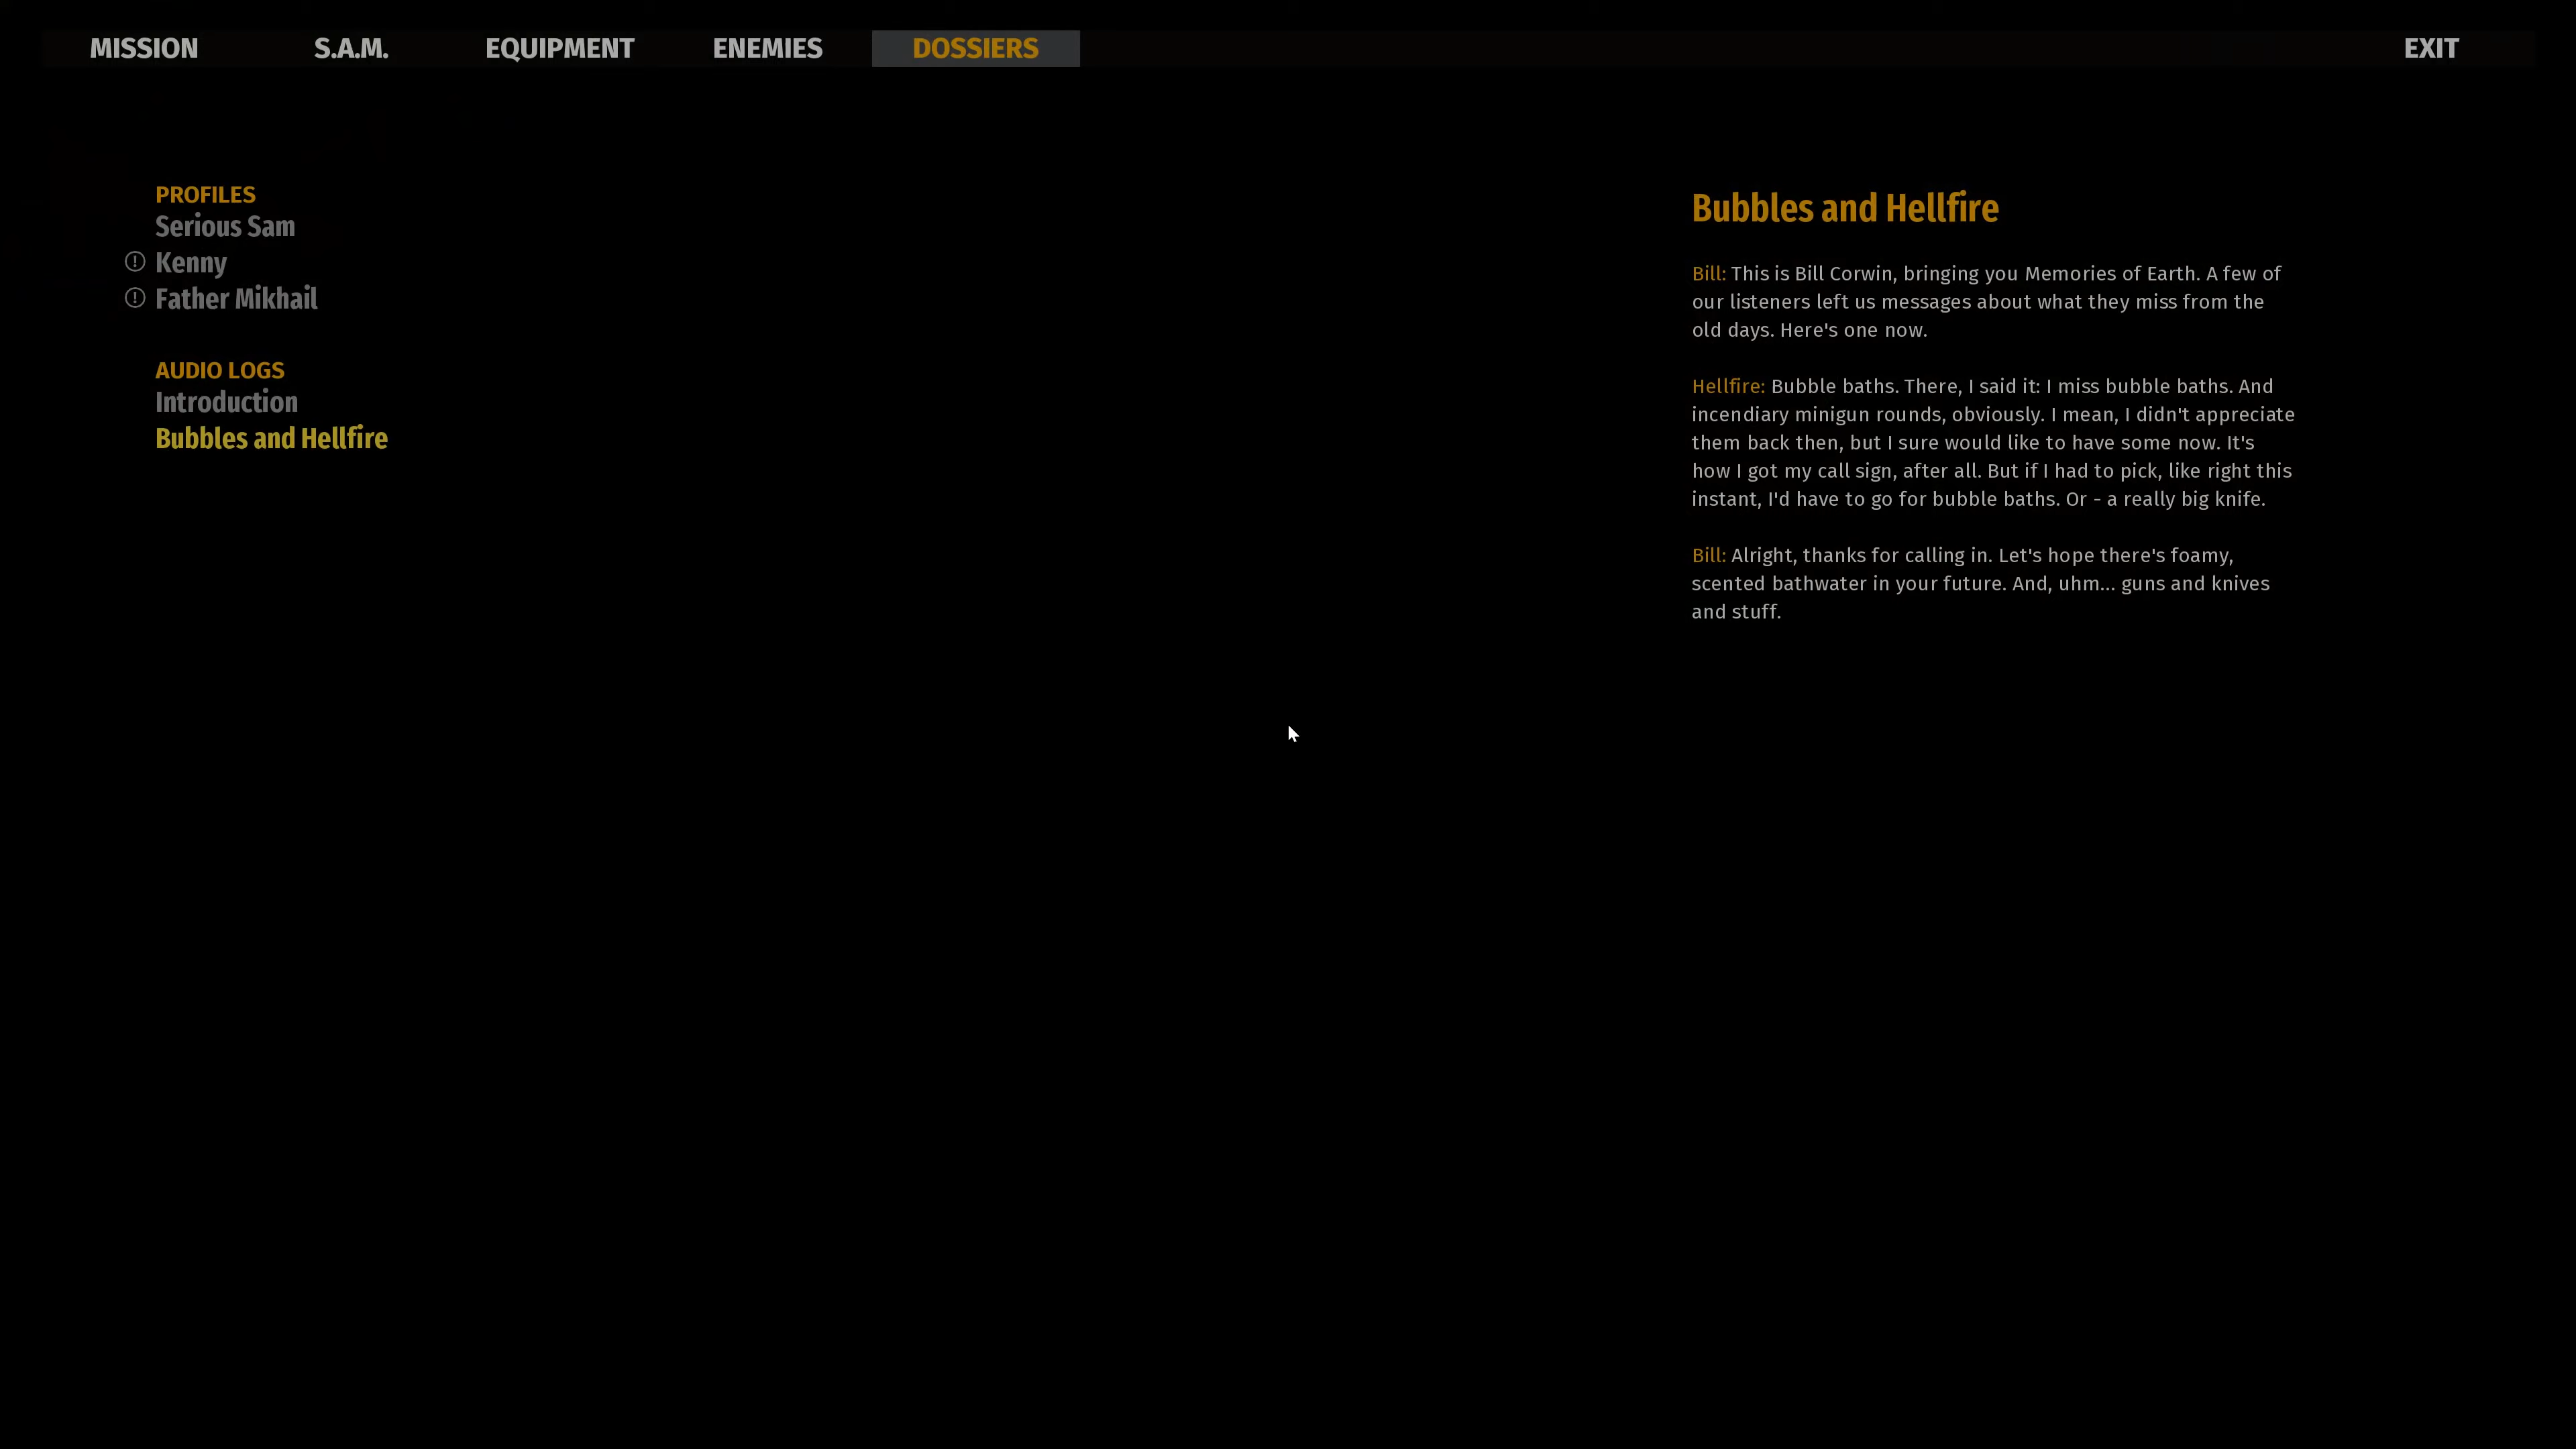 MISSION S.A.M. EQUIPMENT ENEMIES DOSSIERS EXIT
PROFILES
Serious Sam
Kenny
Father Mikhail
AUDIO LOGS
Introduction
Bubbles and Hellfire
Bubbles and Hellfire
Bill: This is Bill Corwin, bringing you Memories of Earth. A few of
our listeners left us messages about what they miss from the
old days. Here's one now.
Hellfire: Bubble baths. There, I said it: I miss bubble baths. And
incendiary minigun rounds, obviously. I mean, I didn't appreciate
them back then, but I sure would like to have some now. It's
how I got my call sign, after all. But if I had to pick, like right this
instant, I'd have to go for bubble baths. Or - a really big knife.
Bill: Alright, thanks for calling in. Let's hope there's foamy,
scented bathwater in your future. And, uhm... guns and knives
and stuff.